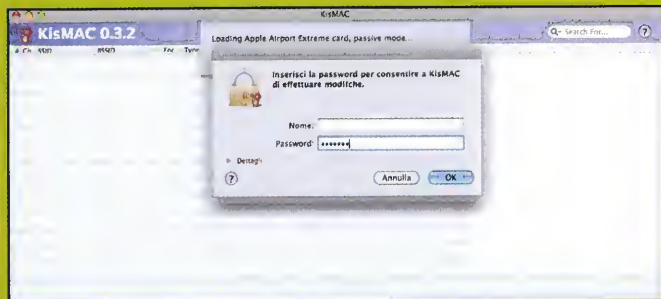 KisMAC
KisMAC 0.3.2
Loading Apple Airport Extreme card, passive mode...
Q- Search For...
?
# Ch SSID BSSID Enc Type
Inserisci la password per consentire a KisMAC
di effettuare modifiche.
Nome:
Password: •••••••
Dettagli
?
Annulla
OK